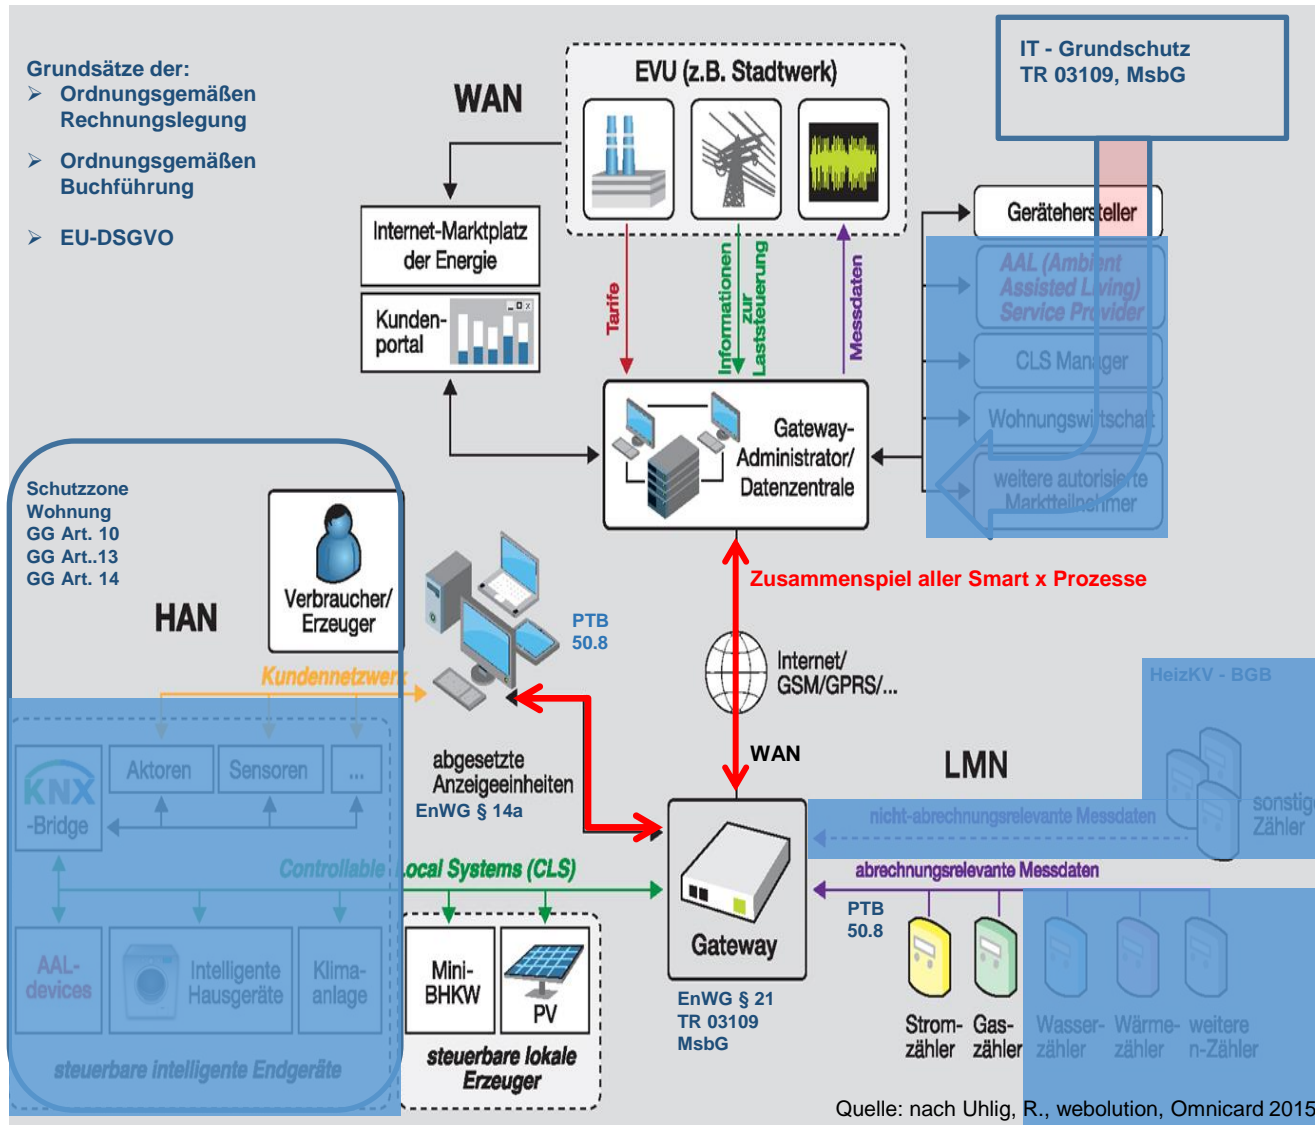 Grundsätze der:
➢ Ordnungsgemäßen
Rechnungslegung
➢ Ordnungsgemäßen
Buchführung
➢ EU-DSGVO
WAN
EVU (z.B. Stadtwerk)
IT - Grundschutz
TR 03109, MsbG
Internet-Marktplatz
der Energie
Kunden-
portal
Tarife
Informationen
zur
Laststeuerung
Messdaten
Gerätehersteller
AAL (Ambient
Assisted Living)
Service Provider
CLS Manager
Wohnungswirtschaft
weitere autorisierte
Marktteilnehmer
Gateway-
Administrator/
Datenzentrale
Schutzzone
Wohnung
GG Art. 10
GG Art..13
GG Art. 14
HAN
Verbraucher/
Erzeuger
PTB
50.8
Zusammenspiel aller Smart x Prozesse
Internet/
GSM/GPRS/...
Kundennetzwerk
KNX
-Bridge
Aktoren
Sensoren
...
abgesetzte
Anzeigeeinheiten
EnWG § 14a
WAN
LMN
HeizKV - BGB
sonstige
Zähler
nicht-abrechnungsrelevante Messdaten
Controllable Local Systems (CLS)
abrechnungsrelevante Messdaten
PTB
50.8
Gateway
EnWG § 21
TR 03109
MsbG
AAL-
devices
Intelligente
Hausgeräte
Klima-
anlage
steuerbare intelligente Endgeräte
Mini-
BHKW
PV
steuerbare lokale
Erzeuger
Strom-
zähler
Gas-
zähler
Wasser-
zähler
Wärme-
zähler
weitere
n-Zähler
Quelle: nach Uhlig, R., webolution, Omnicard 2015